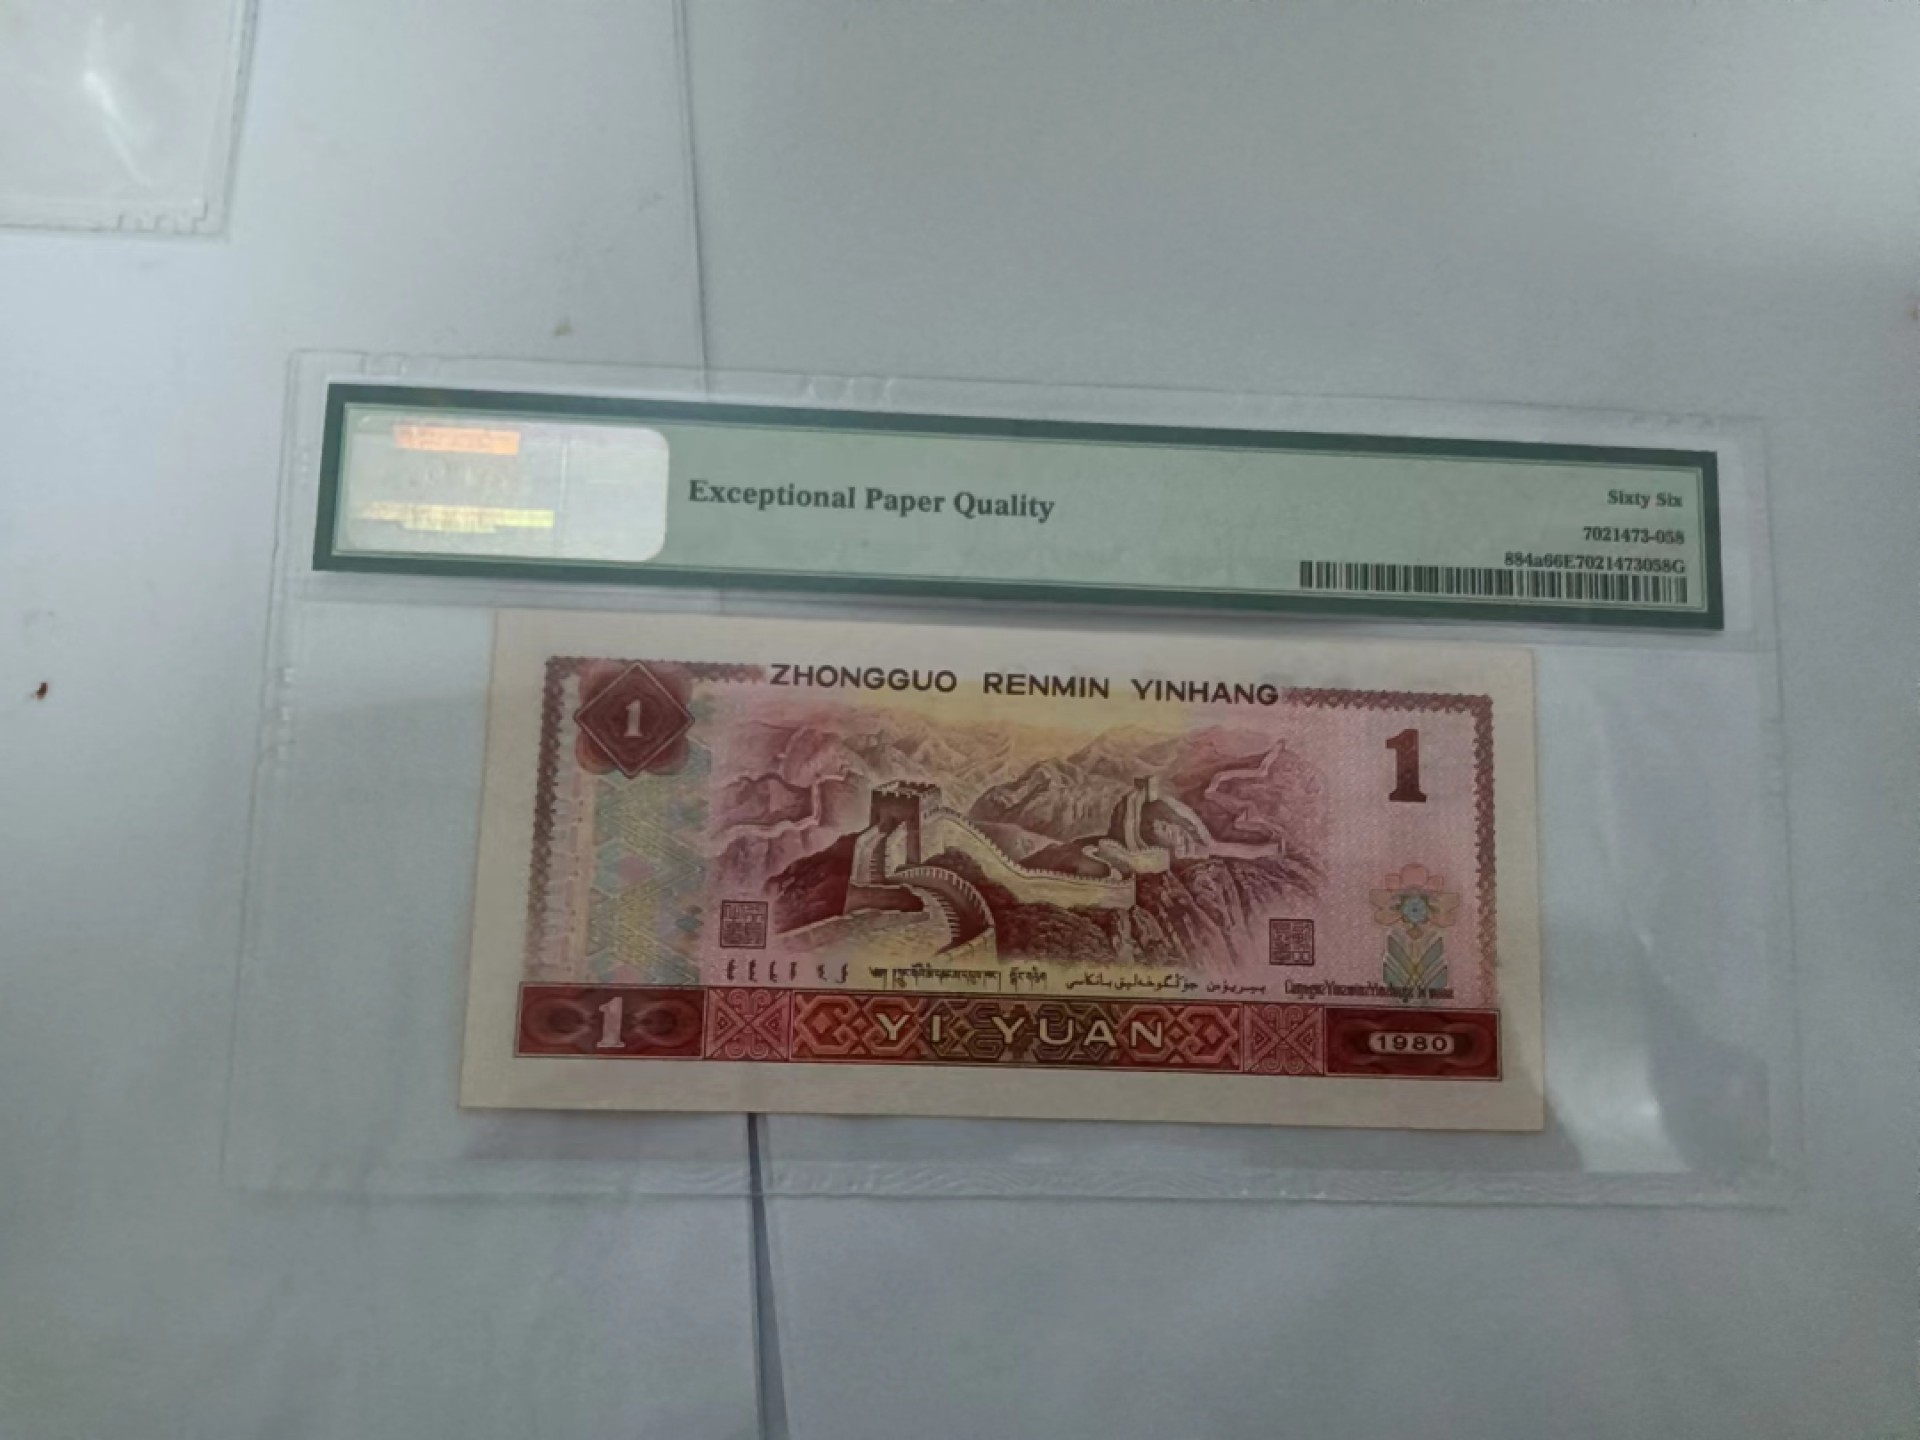 Exceptional Paper Quality
Sixty Six
7021473-058
884a66E7021473058G
ZHONGGUO RENMIN YINHANG
1
1
1
YI YUAN
1980